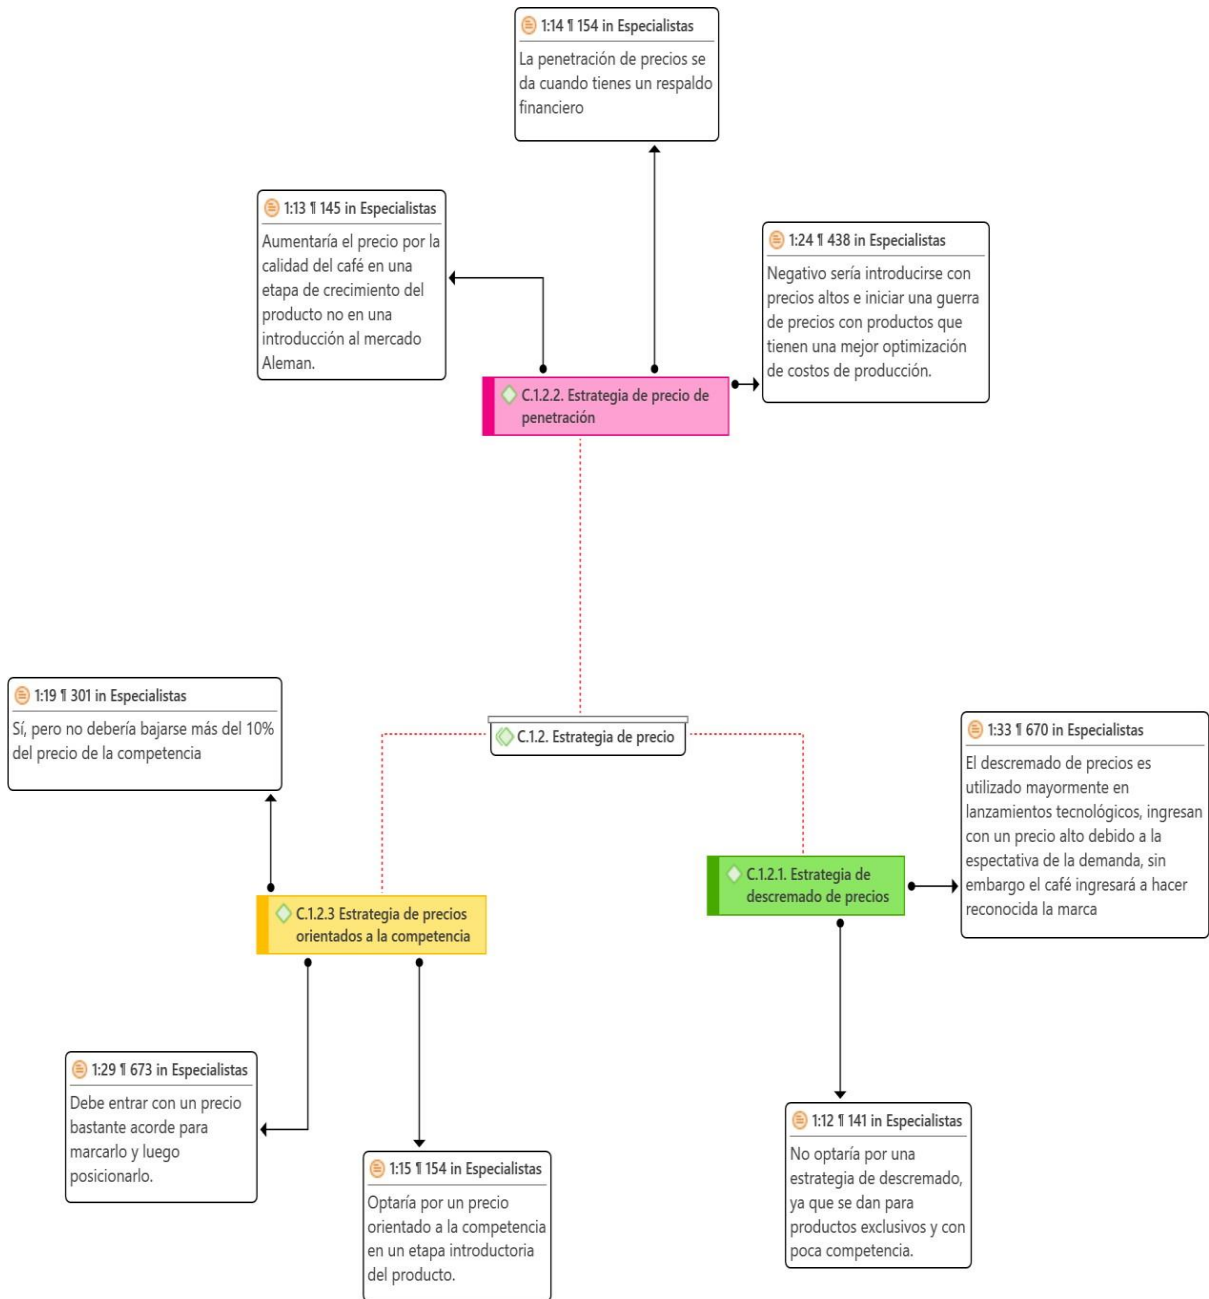 1:14 ¶ 154 in Especialistas
La penetración de precios se
da cuando tienes un respaldo
financiero
1:13 ¶ 145 in Especialistas
Aumentaría el precio por la
calidad del café en una
etapa de crecimiento del
producto no en una
introducción al mercado
Aleman.
1:24 ¶ 438 in Especialistas
Negativo sería introducirse con
precios altos e iniciar una guerra
de precios con productos que
tienen una mejor optimización
de costos de producción.
C.1.2.2. Estrategia de precio de
penetración
1:19 ¶ 301 in Especialistas
Sí, pero no debería bajarse más del 10%
del precio de la competencia
C.1.2. Estrategia de precio
1:33 ¶ 670 in Especialistas
El descremado de precios es
utilizado mayormente en
lanzamientos tecnológicos, ingresan
con un precio alto debido a la
espectativa de la demanda, sin
embargo el café ingresará a hacer
reconocida la marca
C.1.2.1. Estrategia de
descremado de precios
C.1.2.3 Estrategia de precios
orientados a la competencia
1:29 ¶ 673 in Especialistas
Debe entrar con un precio
bastante acorde para
marcarlo y luego
posicionarlo.
1:15 ¶ 154 in Especialistas
Optaría por un precio
orientado a la competencia
en un etapa introductoria
del producto.
1:12 ¶ 141 in Especialistas
No optaría por una
estrategia de descremado,
ya que se dan para
productos exclusivos y con
poca competencia.